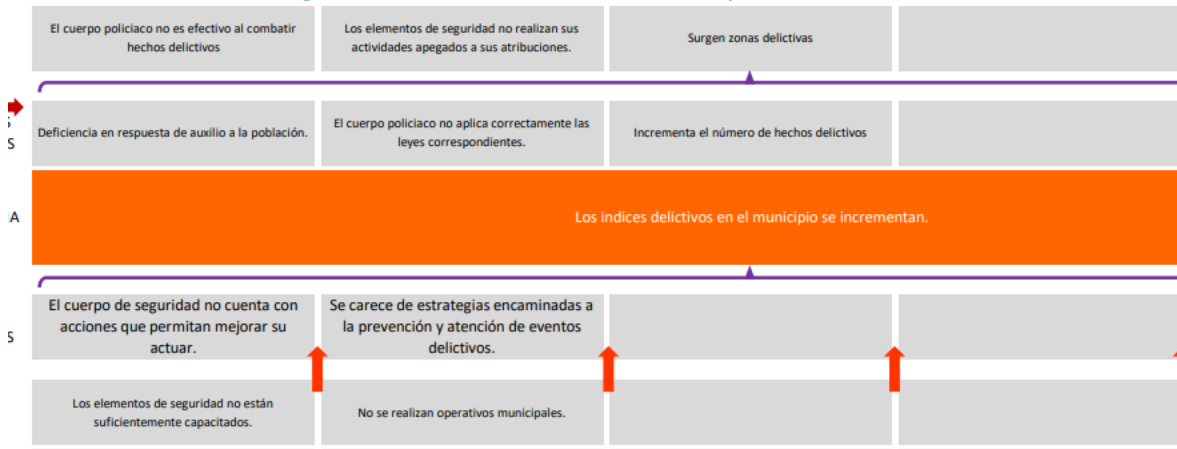 El cuerpo policiaco no es efectivo al combatir
hechos delictivos
Los elementos de seguridad no realizan sus
actividades apegados a sus atribuciones.
Surgen zonas delictivas
S
Deficiencia en respuesta de auxilio a la población.
El cuerpo policiaco no aplica correctamente las
leyes correspondientes.
Incrementa el número de hechos delictivos
A
Los indices delictivos en el municipio se incrementan.
El cuerpo de seguridad no cuenta con
acciones que permitan mejorar su
actuar.
Se carece de estrategias encaminadas a
la prevención y atención de eventos
delictivos.
S
Los elementos de seguridad no están
suficientemente capacitados.
No se realizan operativos municipales.